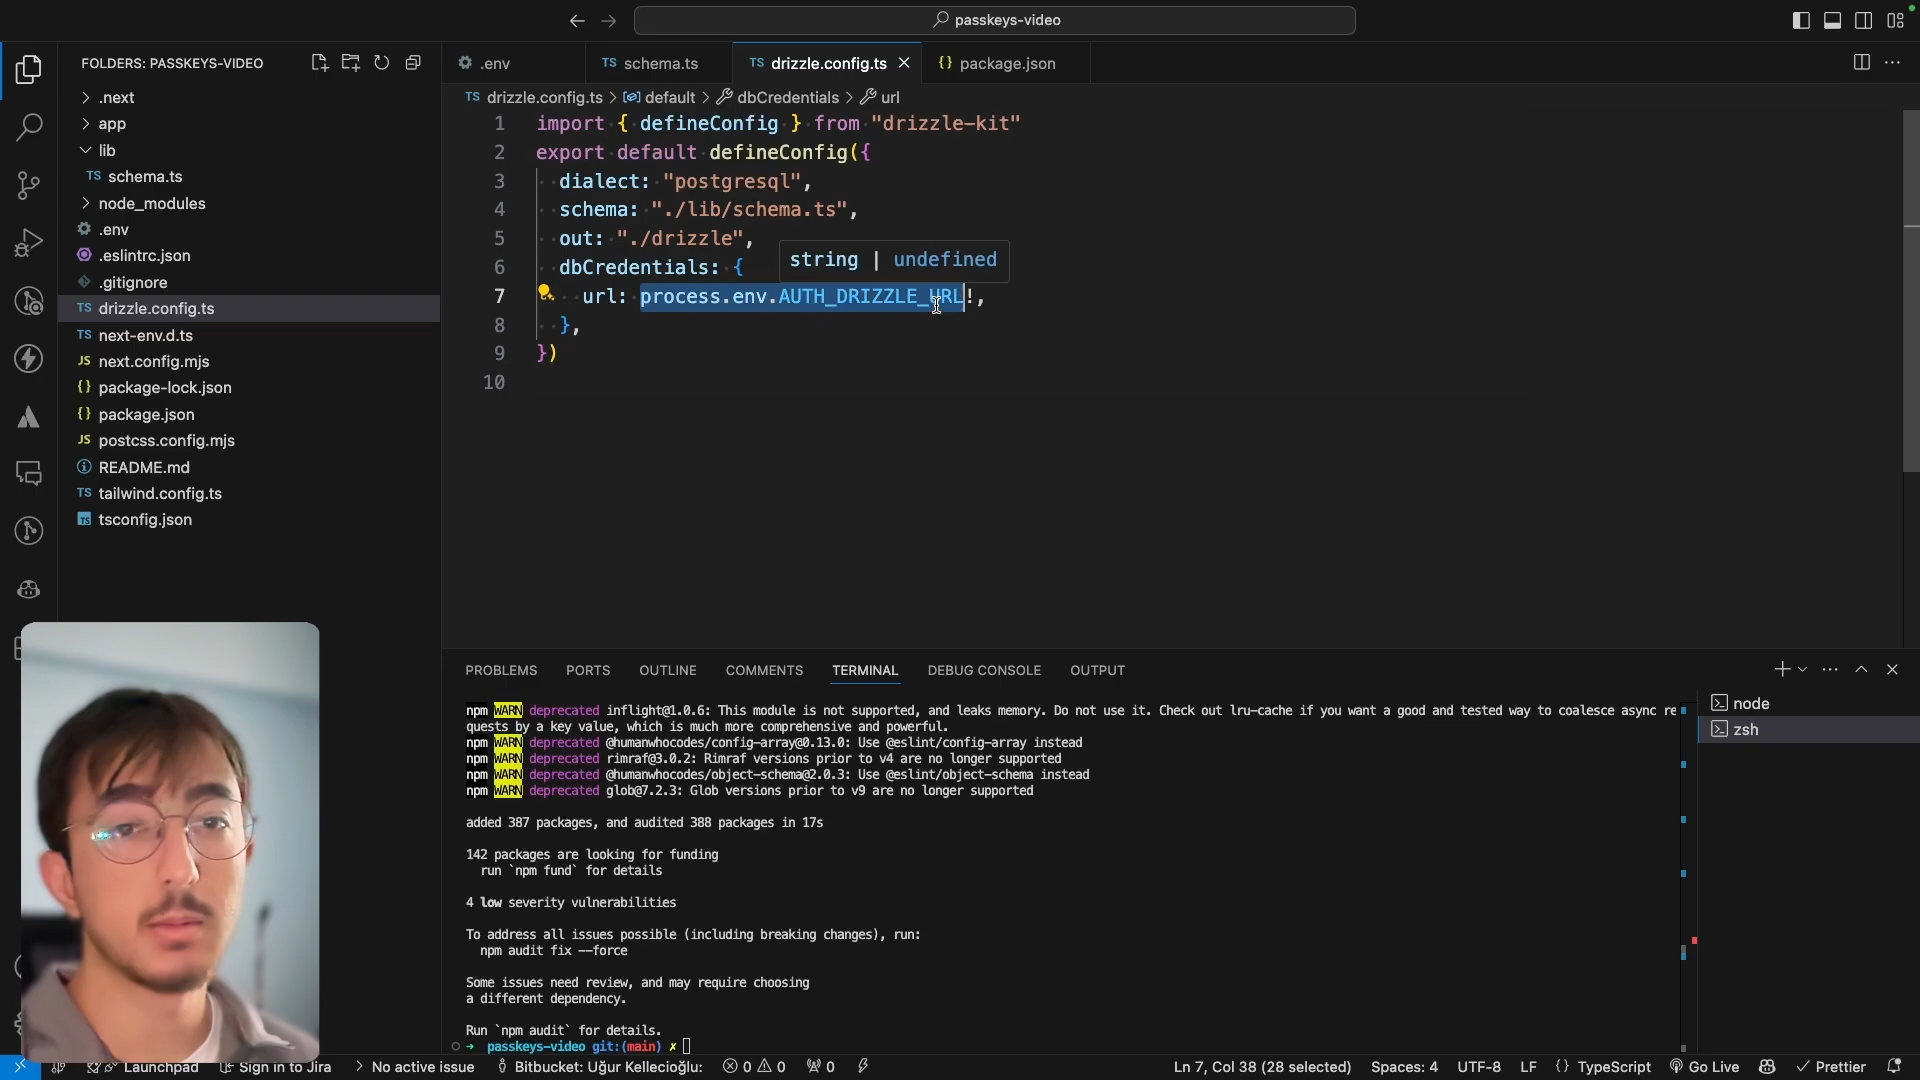 passkeys-video
FOLDERS: PASSKEYS-VIDEO
.next
app
lib
TS schema.ts
node_modules
.env
.eslintrc.json
.gitignore
TS drizzle.config.ts
TS next-env.d.ts
JS next.config.mjs
{} package-lock.json
{} package.json
JS postcss.config.mjs
README.md
TS tailwind.config.ts
TS tsconfig.json
.env
TS schema.ts
TS drizzle.config.ts
{} package.json
TS drizzle.config.ts > default > dbCredentials > url
1 import { defineConfig } from "drizzle-kit"
2 export default defineConfig({
3 dialect: "postgresql",
4 schema: "./lib/schema.ts",
5 out: "./drizzle",
string | undefined
6 dbCredentials: {
7 url: process.env.AUTH_DRIZZLE_URL!,
8 },
9 })
10
PROBLEMS PORTS OUTLINE COMMENTS TERMINAL DEBUG CONSOLE OUTPUT
npm WARN deprecated inflight@1.0.6: This module is not supported, and leaks memory. Do not use it. Check out lru-cache if you want a good and tested way to coalesce async re
quests by a key value, which is much more comprehensive and powerful.
npm WARN deprecated @humanwhocodes/config-array@0.13.0: Use @eslint/config-array instead
npm WARN deprecated rimraf@3.0.2: Rimraf versions prior to v4 are no longer supported
npm WARN deprecated @humanwhocodes/object-schema@2.0.3: Use @eslint/object-schema instead
npm WARN deprecated glob@7.2.3: Glob versions prior to v9 are no longer supported
added 387 packages, and audited 388 packages in 17s
142 packages are looking for funding
run `npm fund` for details
4 low severity vulnerabilities
To address all issues possible (including breaking changes), run:
npm audit fix --force
Some issues need review, and may require choosing
a different dependency.
Run `npm audit` for details.
→ passkeys-video git:(main) ✗
node
zsh
Launchpad Sign in to Jira > No active issue Bitbucket: Uğur Kellecioğlu: 0 0 0 Ln 7, Col 38 (28 selected) Spaces: 4 UTF-8 LF {} TypeScript Go Live Prettier